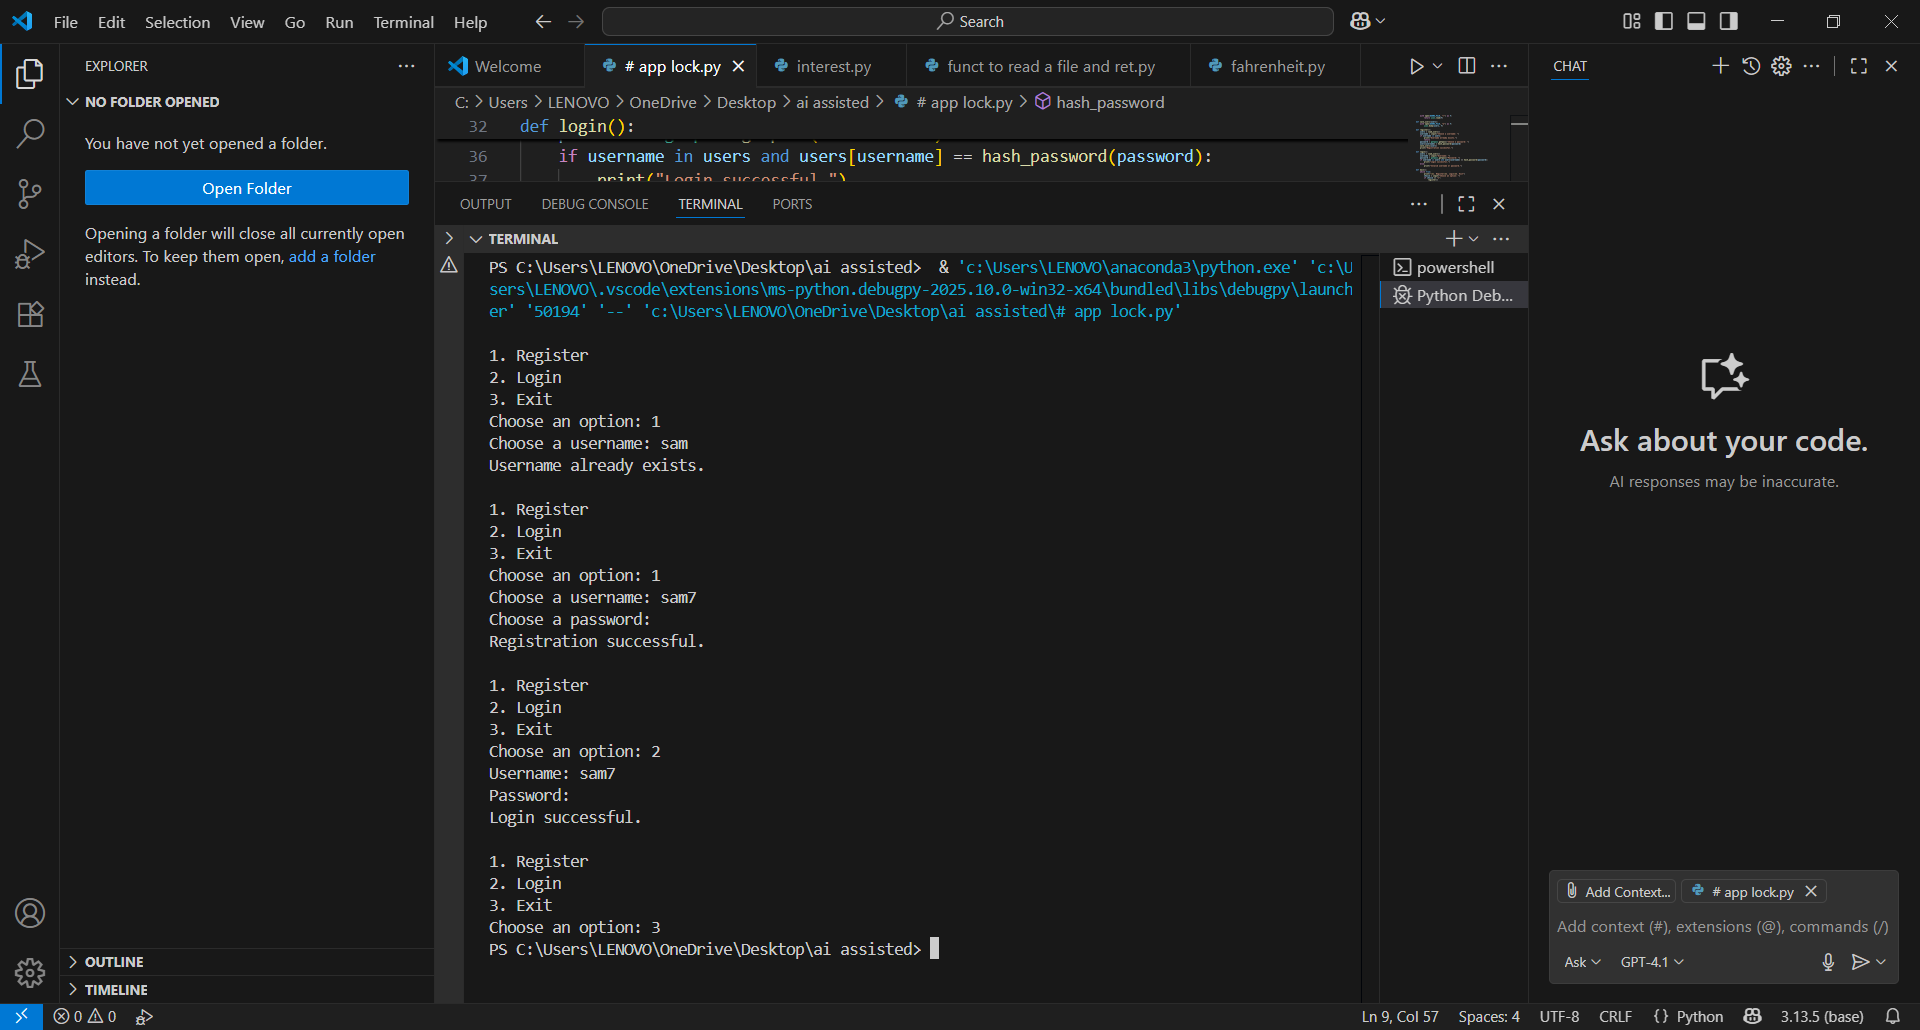 File Edit Selection View Go Run Terminal Help
Search
EXPLORER
NO FOLDER OPENED
You have not yet opened a folder.
Open Folder
Opening a folder will close all currently open
editors. To keep them open, add a folder
instead.
OUTLINE
TIMELINE
Welcome # app lock.py interest.py funct to read a file and ret.py fahrenheit.py
C: > Users > LENOVO > OneDrive > Desktop > ai assisted > # app lock.py > hash_password
32 def login():
36 if username in users and users[username] == hash_password(password):
37 print("Login successful.")
OUTPUT DEBUG CONSOLE TERMINAL PORTS
TERMINAL
PS C:\Users\LENOVO\OneDrive\Desktop\ai assisted> & 'c:\Users\LENOVO\anaconda3\python.exe' 'c:\U
sers\LENOVO\.vscode\extensions\ms-python.debugpy-2025.10.0-win32-x64\bundled\libs\debugpy\launch
er' '50194' '--' 'c:\Users\LENOVO\OneDrive\Desktop\ai assisted\# app lock.py'
1. Register
2. Login
3. Exit
Choose an option: 1
Choose a username: sam
Username already exists.
1. Register
2. Login
3. Exit
Choose an option: 1
Choose a username: sam7
Choose a password:
Registration successful.
1. Register
2. Login
3. Exit
Choose an option: 2
Username: sam7
Password:
Login successful.
1. Register
2. Login
3. Exit
Choose an option: 3
PS C:\Users\LENOVO\OneDrive\Desktop\ai assisted>
powershell
Python Deb...
CHAT
Ask about your code.
AI responses may be inaccurate.
Add Context... # app lock.py
Add context (#), extensions (@), commands (/)
Ask GPT-4.1
0 0
Ln 9, Col 57 Spaces: 4 UTF-8 CRLF {} Python 3.13.5 (base)